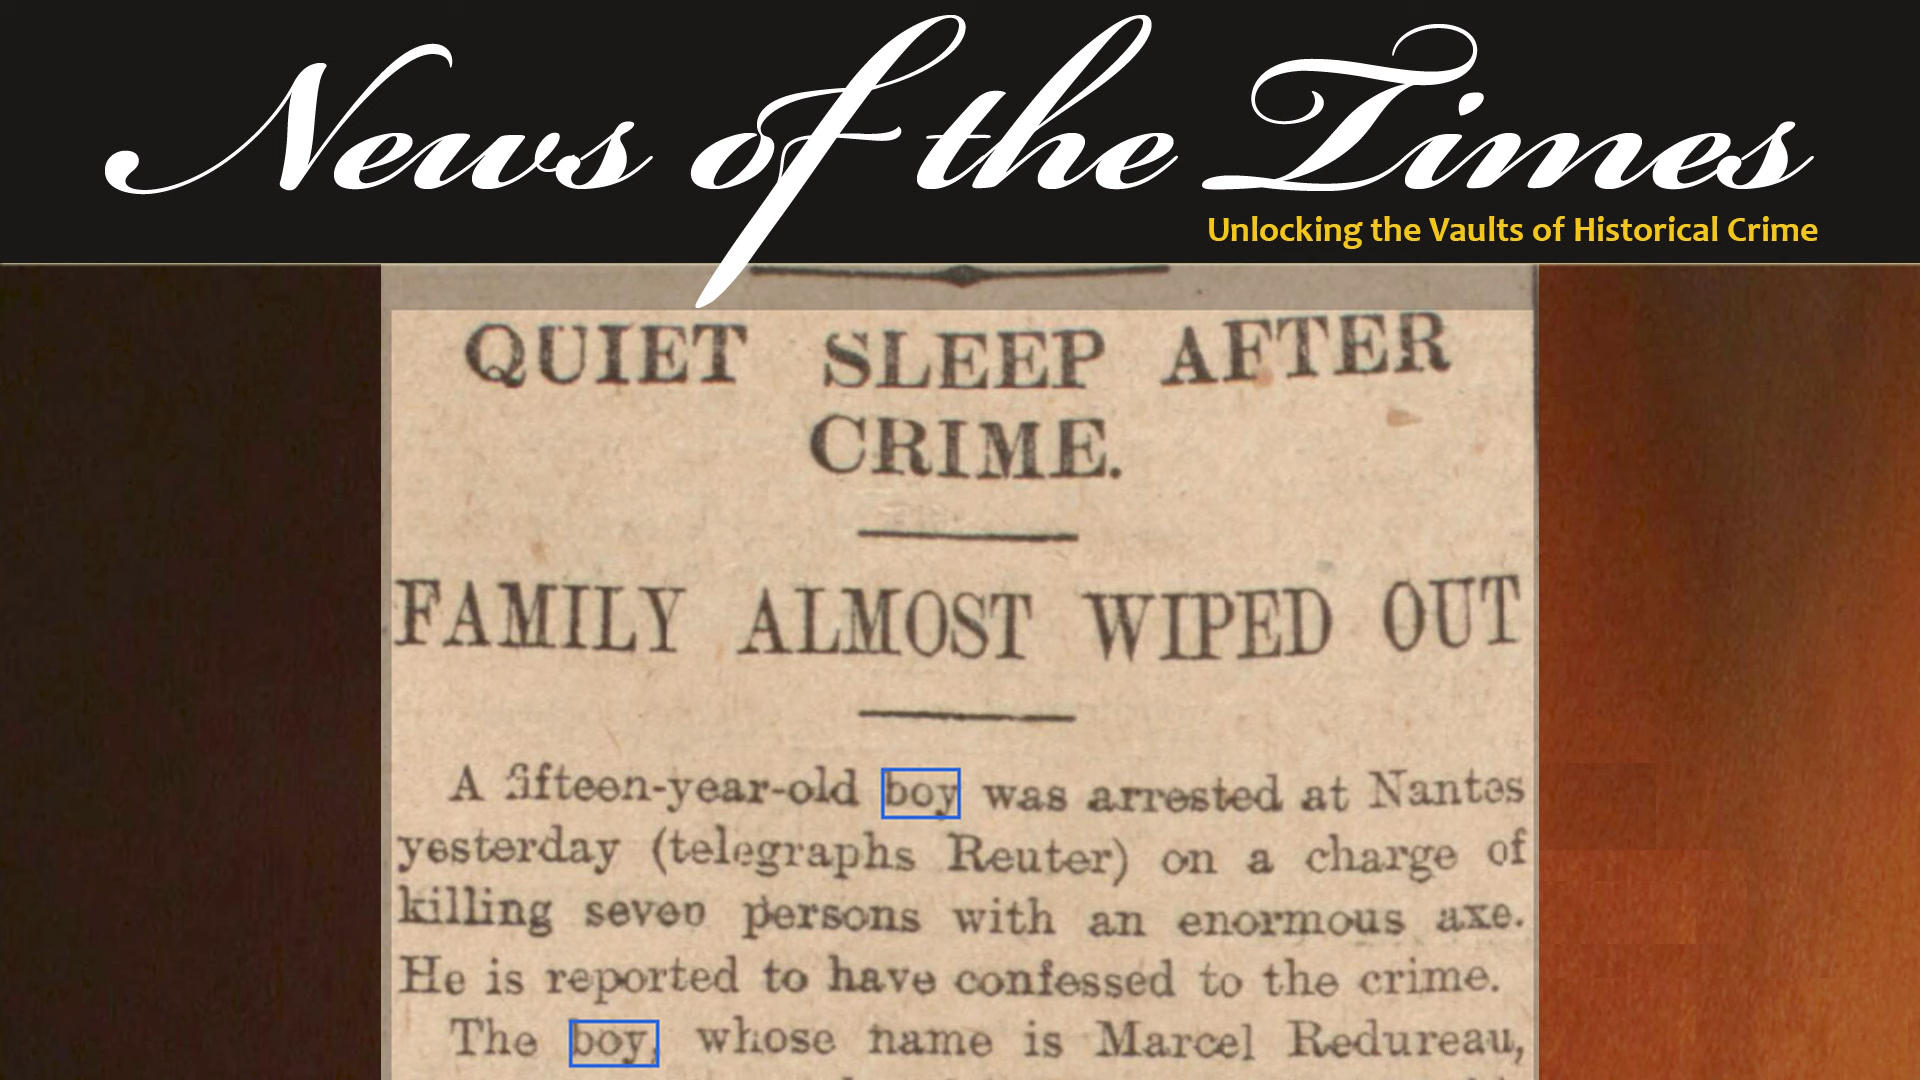 News of the Times
Unlocking the Vaults of Historical Crime
QUIET SLEEP AFTER
CRIME.
FAMILY ALMOST WIPED OUT
A fifteen-year-old boy was arrested at Nantes
yesterday (telegraphs Reuter) on a charge of
killing seven persons with an enormous axe.
He is reported to have confessed to the crime.
The boy, whose name is Marcel Redureau,